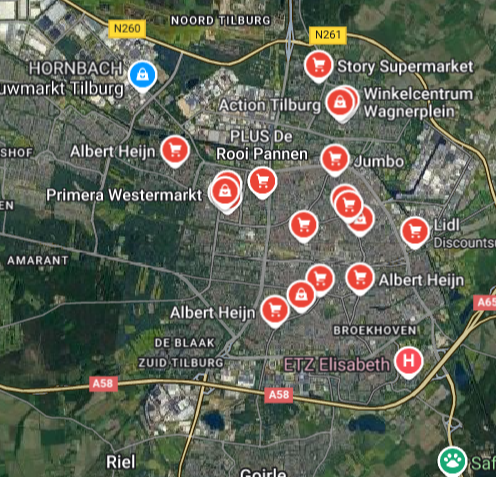 NOORD TILBURG
N260
N261
HORNBACH
uwmarkt Tilburg
Story Supermarket
Action Tilburg
Winkelcentrum
Wagnerplein
PLUS De
Rooi Pannen
SHOF
Albert Heijn
Jumbo
Primera Westermarkt
EN
Lidl
Discounts
AMARANT
Albert Heijn
A65
Albert Heijn
BROEKHOVEN
DE BLAAK
ZUID TILBURG
ETZ Elisabeth
H
A58
A58
Riel
Goirle
Saf